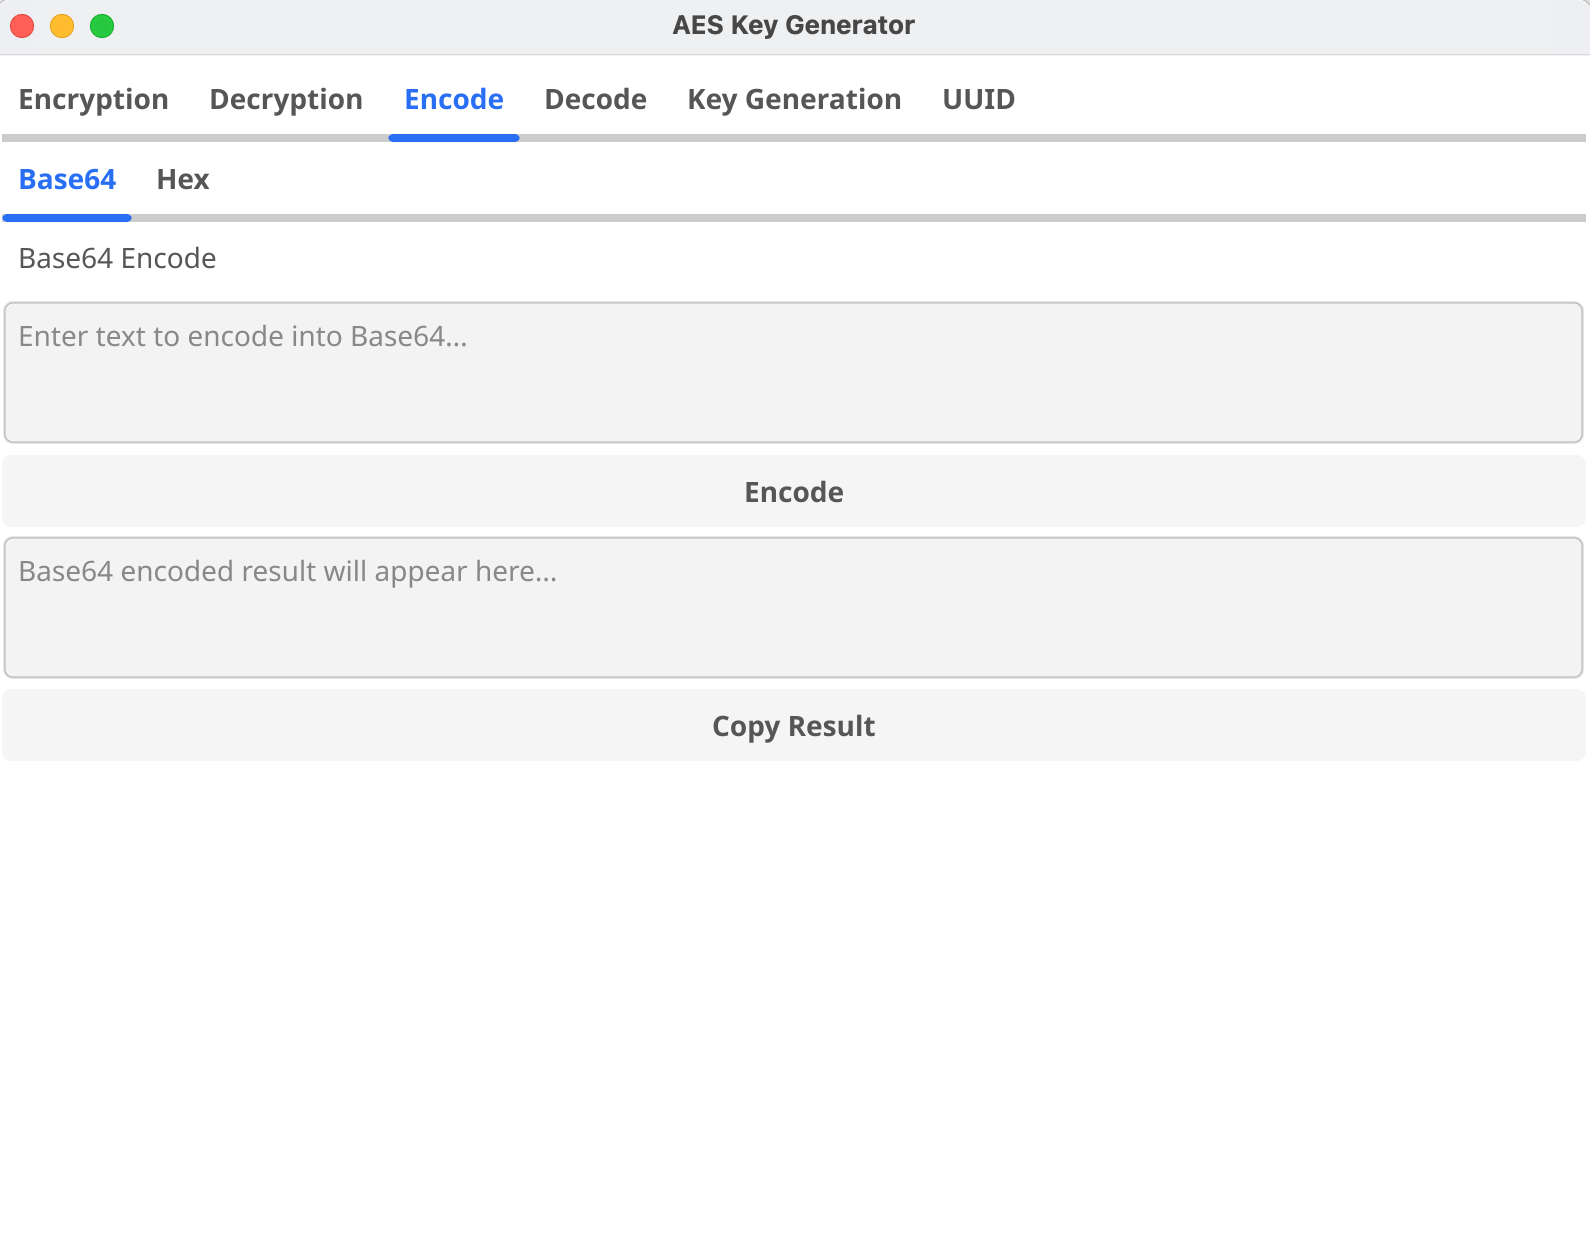 AES Key Generator
Encryption Decryption Encode Decode Key Generation UUID
Base64 Hex
Base64 Encode
Enter text to encode into Base64...
Encode
Base64 encoded result will appear here...
Copy Result